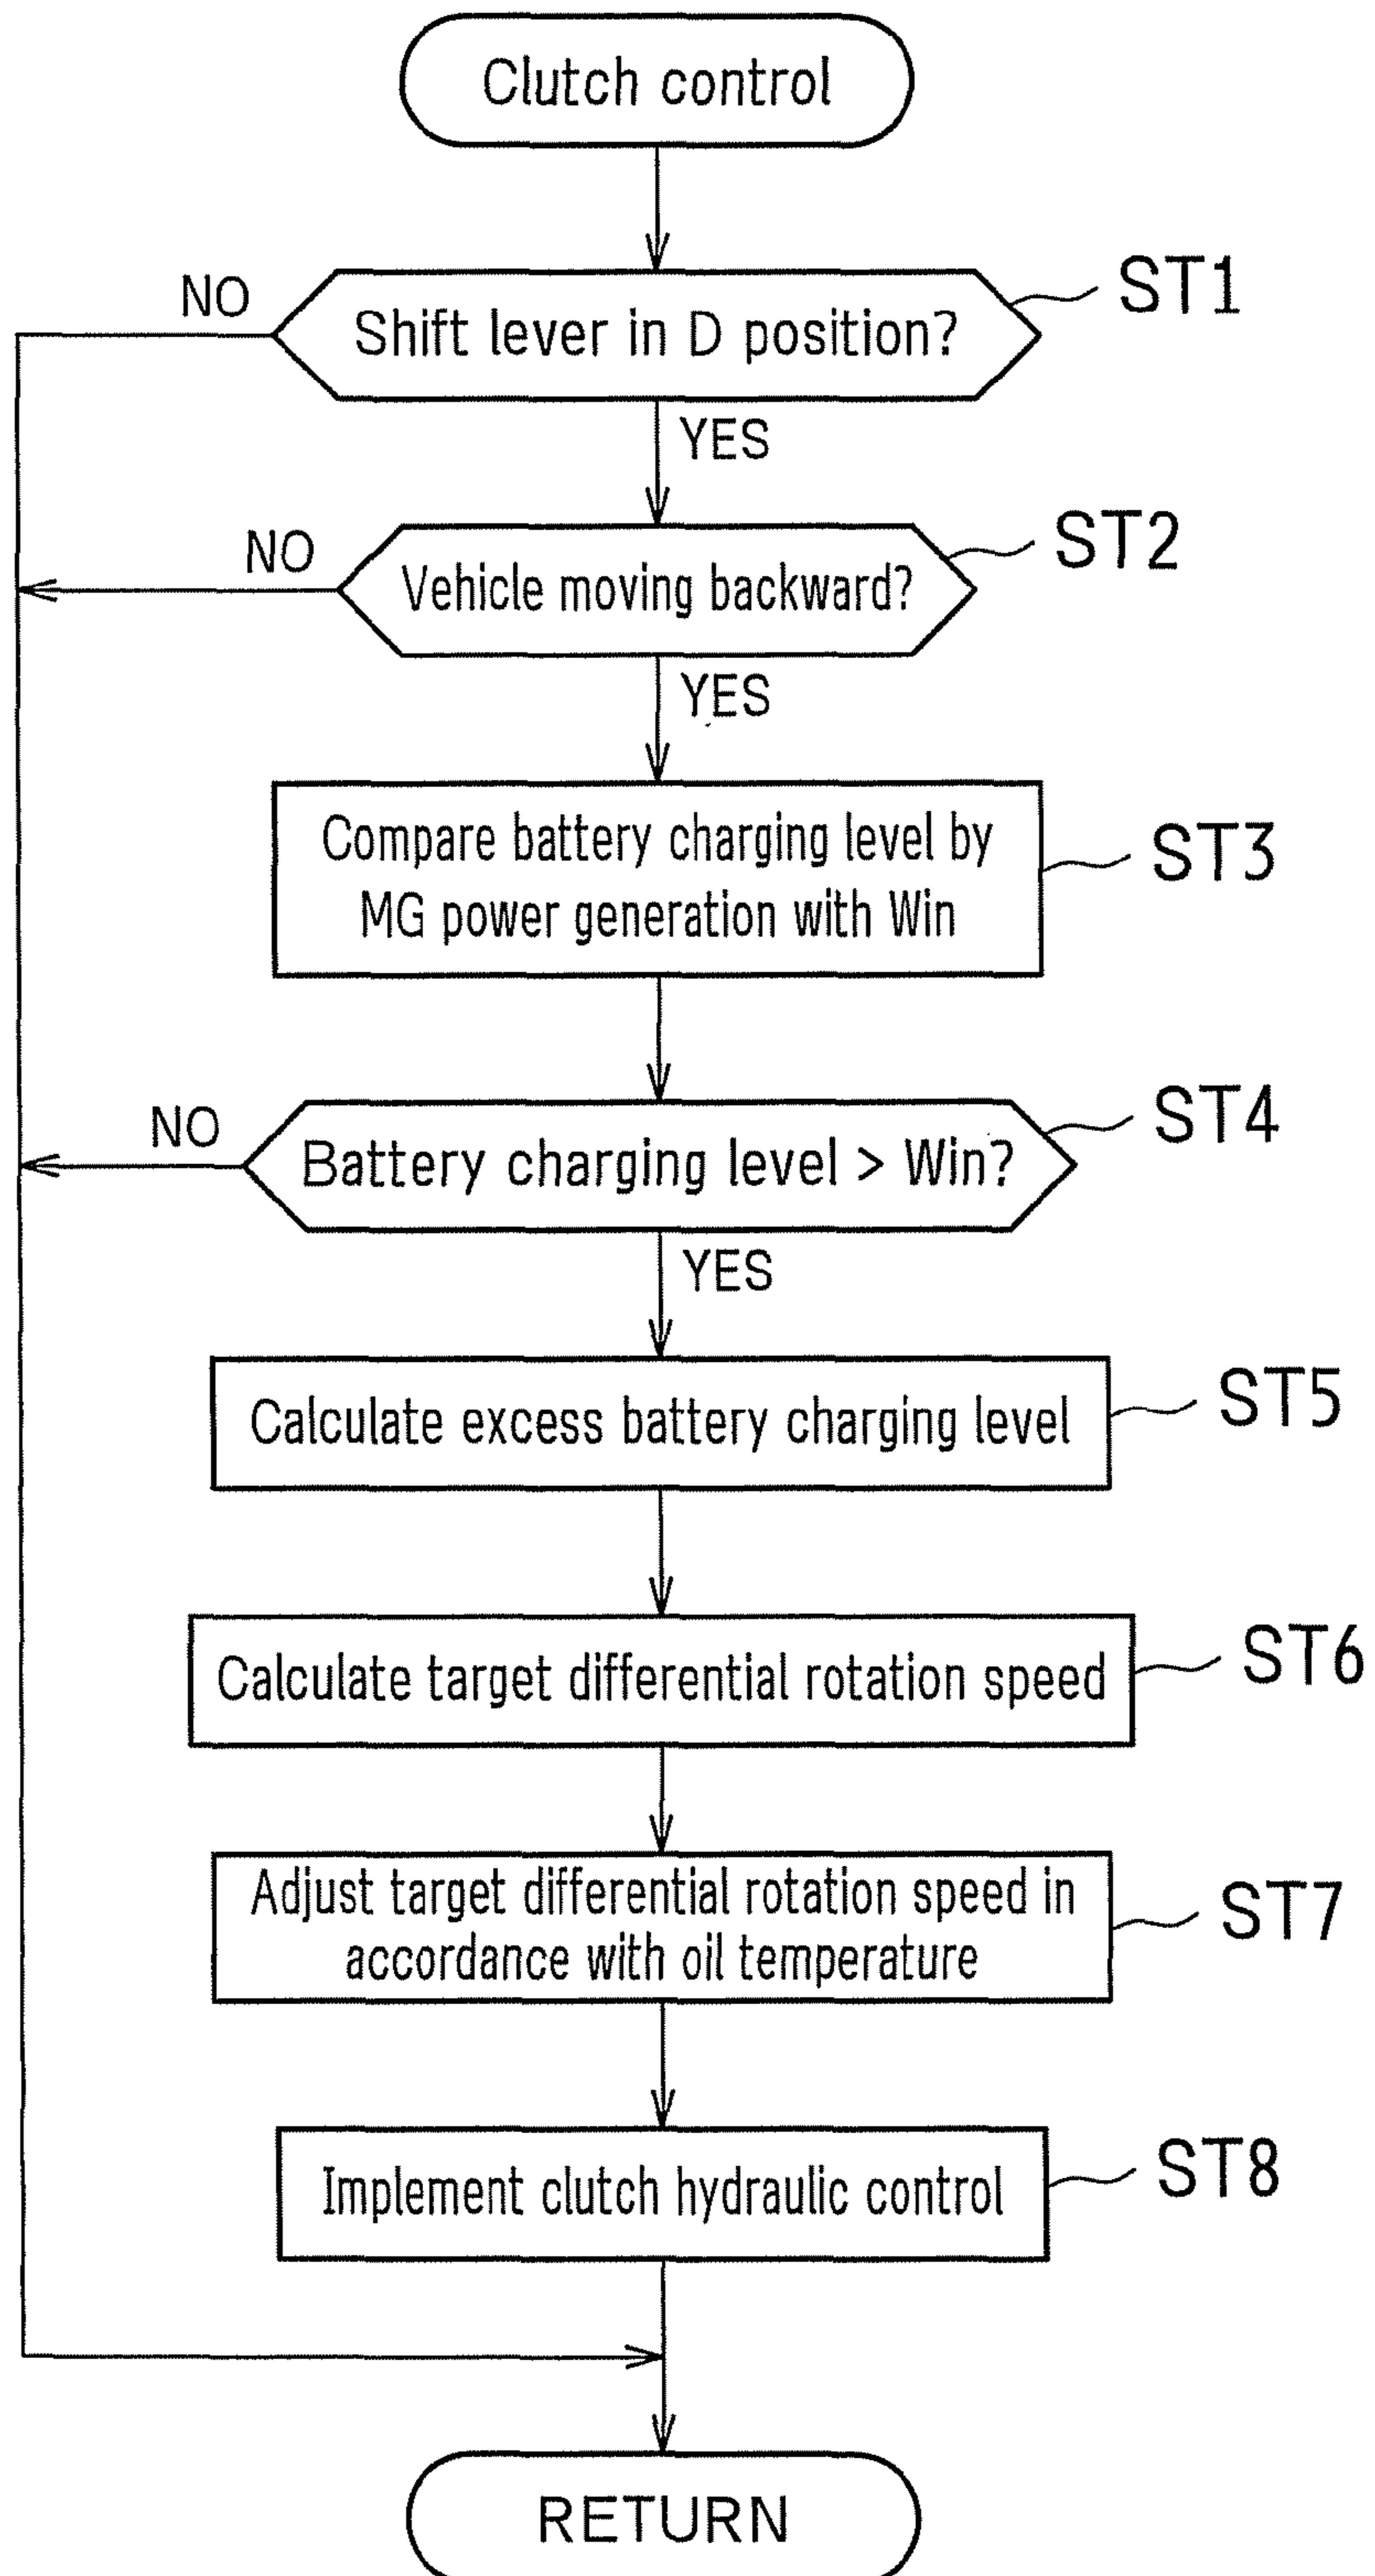 Clutch control
NO
Shift lever in D position?
ST1
YES
NO
Vehicle moving backward?
ST2
YES
Compare battery charging level by
MG power generation with Win
ST3
NO
Battery charging level > Win?
ST4
YES
Calculate excess battery charging level
ST5
Calculate target differential rotation speed
ST6
Adjust target differential rotation speed in
accordance with oil temperature
ST7
Implement clutch hydraulic control
ST8
RETURN